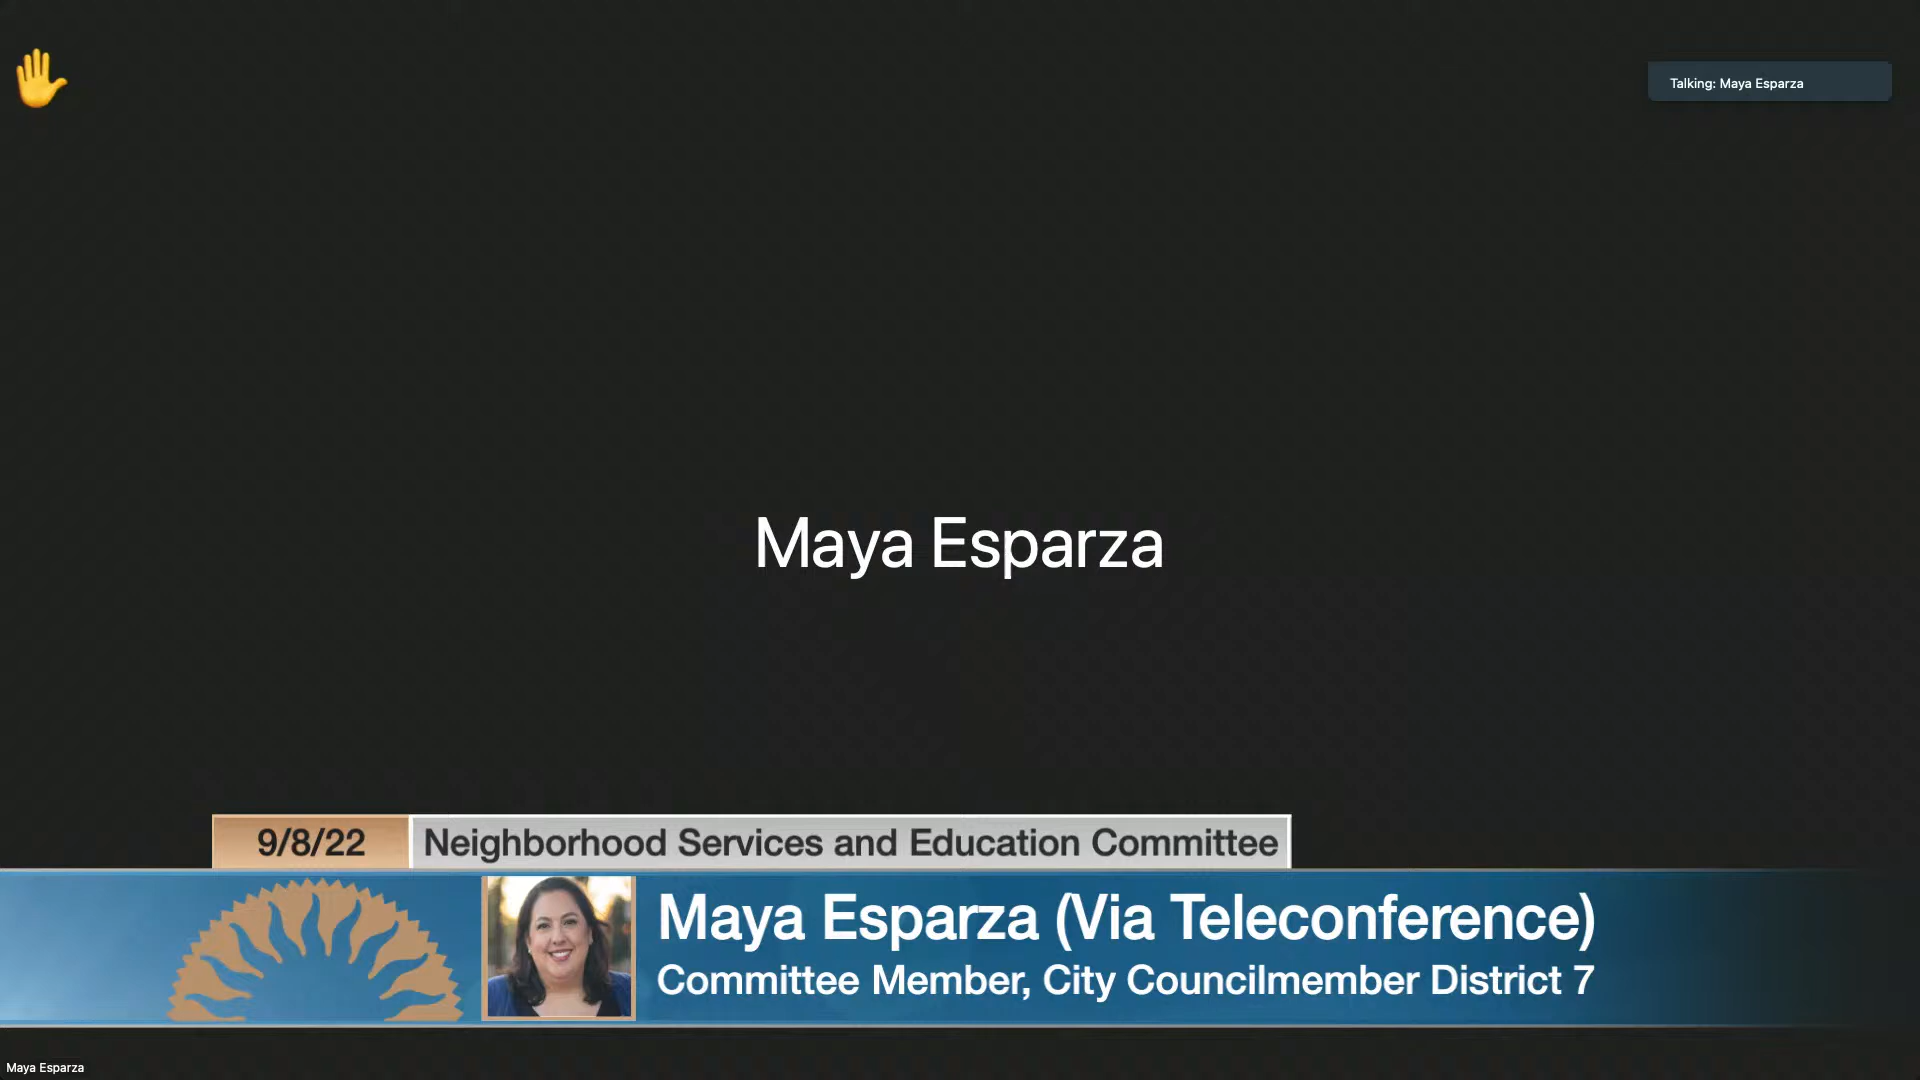 Talking: Maya Esparza
Maya Esparza
9/8/22
Neighborhood Services and Education Committee
Maya Esparza (Via Teleconference)
Committee Member, City Councilmember District 7
Maya Esparza